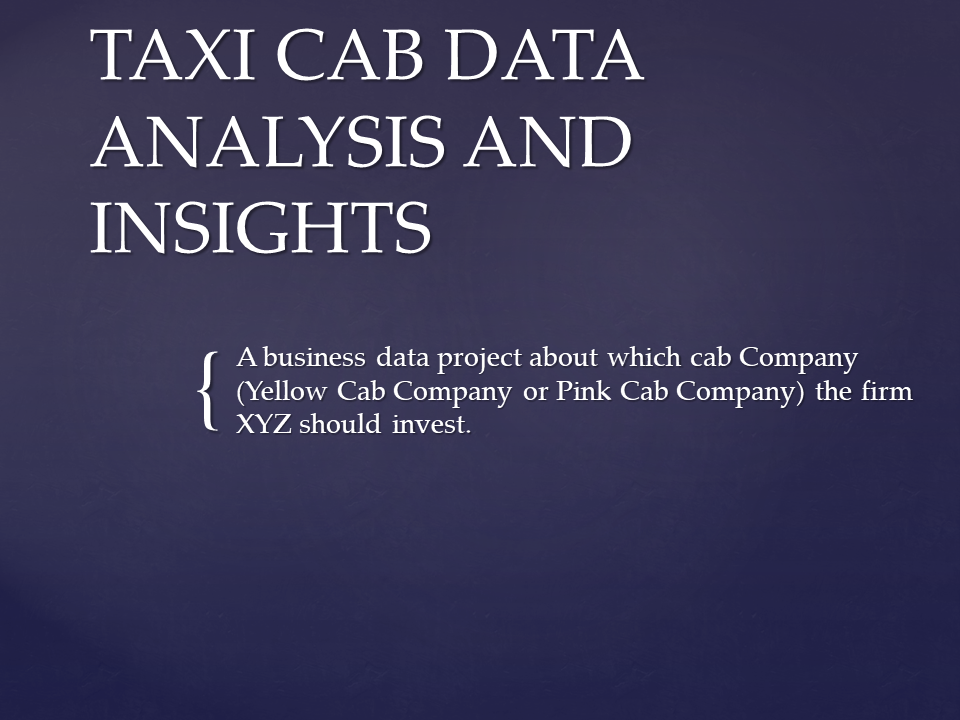 TAXI CAB DATA
ANALYSIS AND
INSIGHTS
{ A business data project about which cab Company
(Yellow Cab Company or Pink Cab Company) the firm
XYZ should invest.